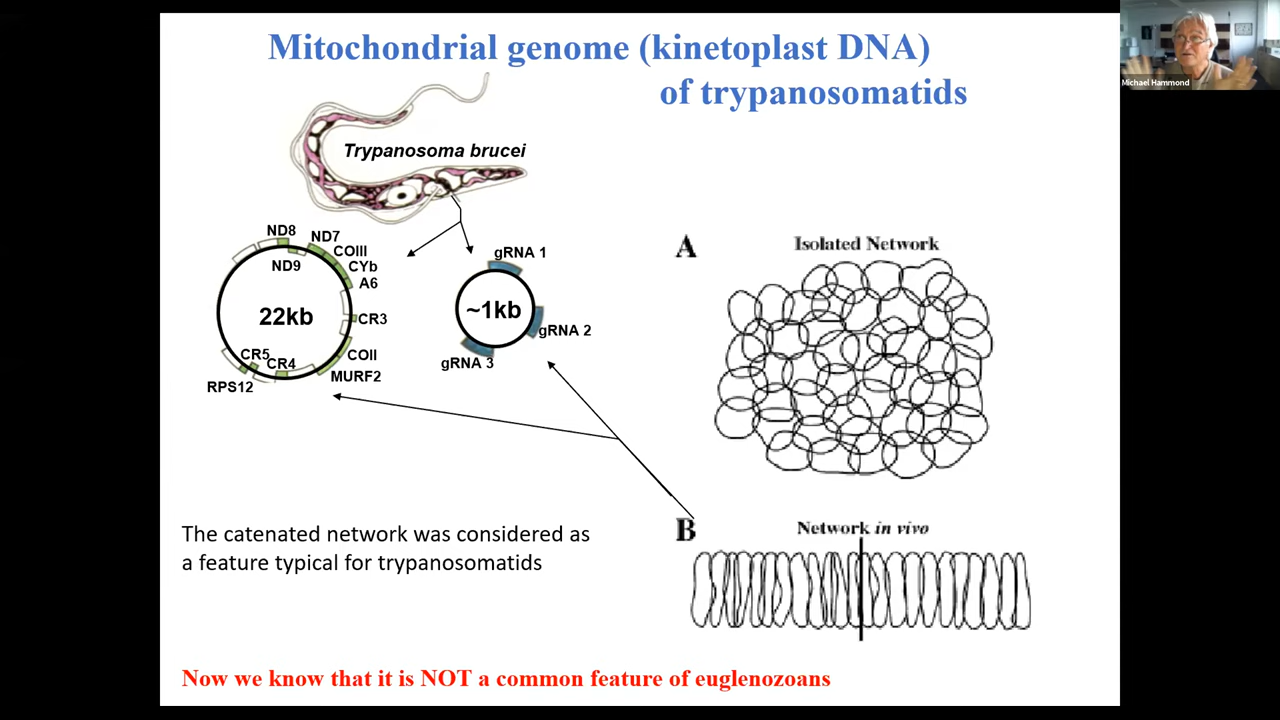 Mitochondrial genome (kinetoplast DNA)
of trypanosomatids
Michael Hammond
Trypanosoma brucei
ND8
ND7
COIII
ND9
CYb
A6
22kb
CR3
CR5
CR4
COII
MURF2
RPS12
gRNA 1
~1kb
gRNA 2
gRNA 3
A
Isolated Network
B
Network in vivo
The catenated network was considered as
a feature typical for trypanosomatids
Now we know that it is NOT a common feature of euglenozoans